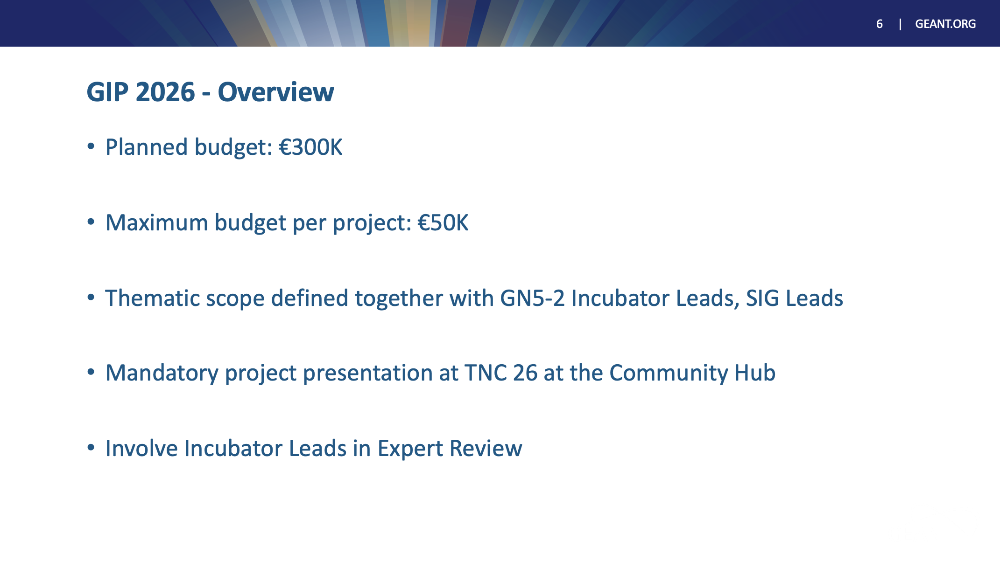 6 | GEANT.ORG
GIP 2026 - Overview
• Planned budget: €300K
• Maximum budget per project: €50K
• Thematic scope defined together with GN5-2 Incubator Leads, SIG Leads
• Mandatory project presentation at TNC 26 at the Community Hub
• Involve Incubator Leads in Expert Review